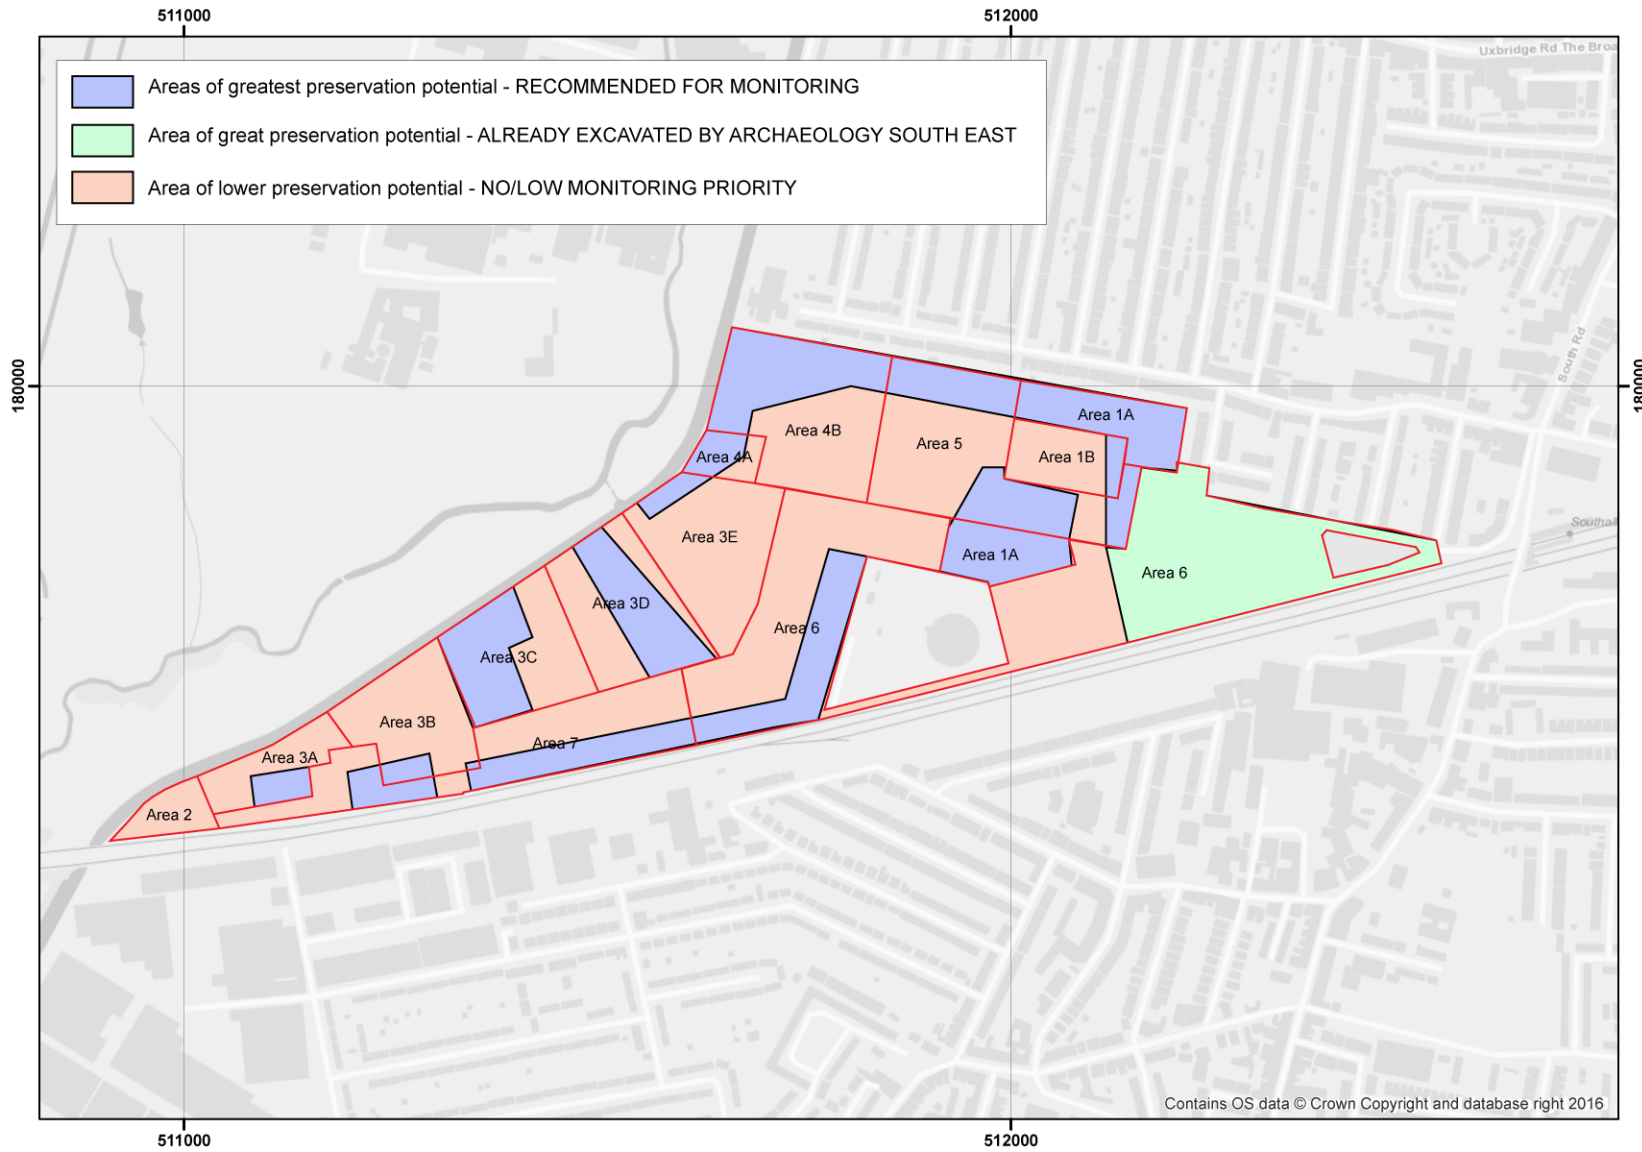 511000
512000
Uxbridge Rd The Broa
Areas of greatest preservation potential - RECOMMENDED FOR MONITORING
Area of great preservation potential - ALREADY EXCAVATED BY ARCHAEOLOGY SOUTH EAST
Area of lower preservation potential - NO/LOW MONITORING PRIORITY
South Rd
180000
180000
Area 1A
Area 4B
Area 5
Area 4A
Area 1B
Southal
Area 3E
Area 1A
Area 6
Area 3D
Area 6
Area 3C
Area 3B
Area 7
Area 3A
Area 2
Contains OS data © Crown Copyright and database right 2016
511000
512000